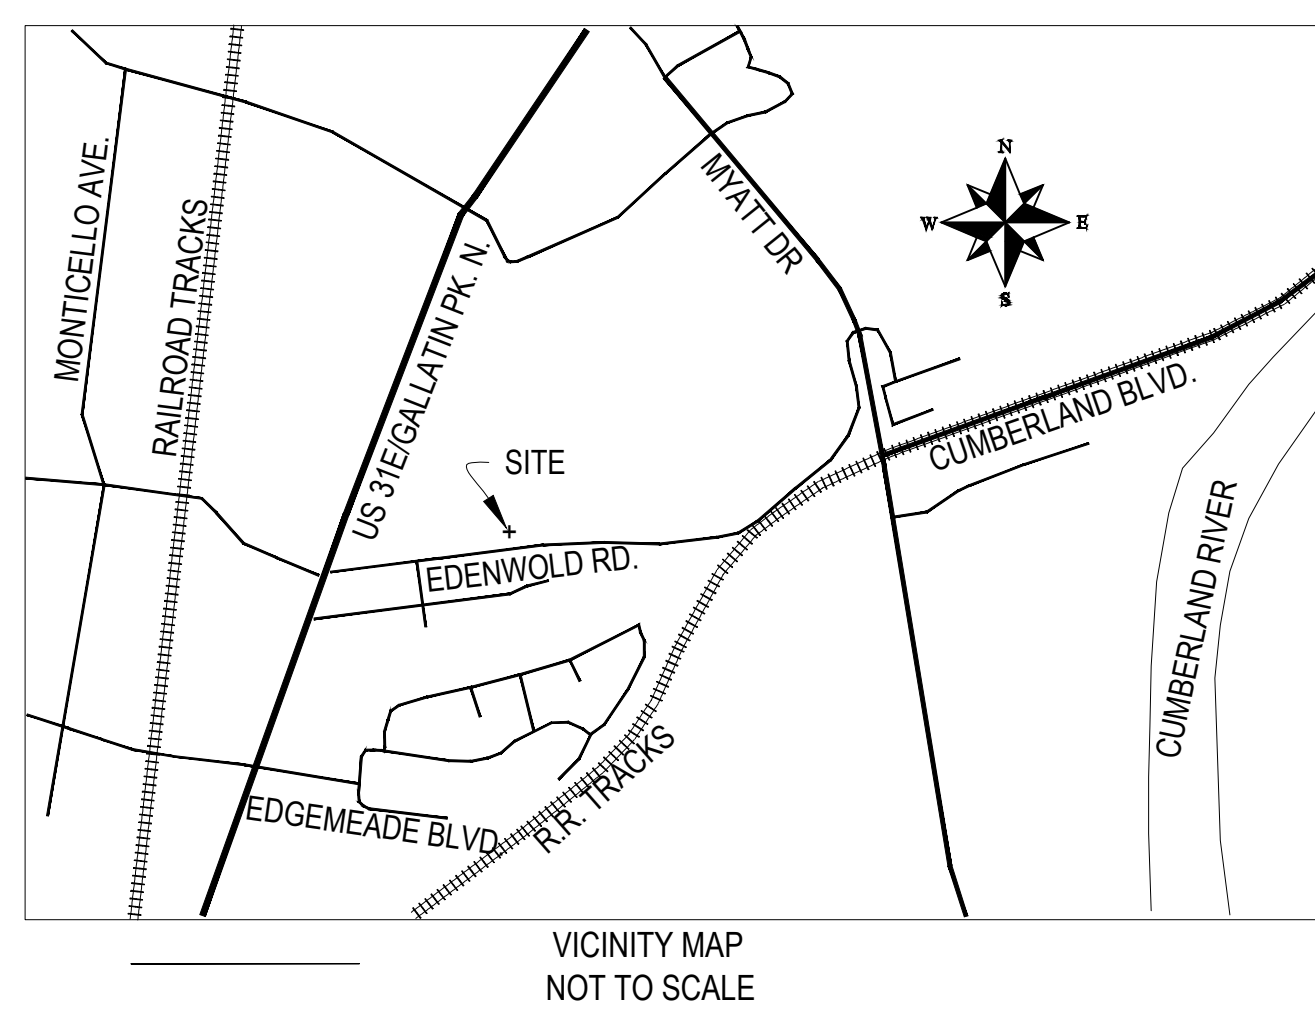 MONTICELLO AVE.
RAILROAD TRACKS
US 31E/GALLATIN PK. N.
MYATT DR
N
W
E
S
SITE
CUMBERLAND BLVD.
EDENWOLD RD.
CUMBERLAND RIVER
EDGEMEADE BLVD.
R.R. TRACKS
VICINITY MAP
NOT TO SCALE